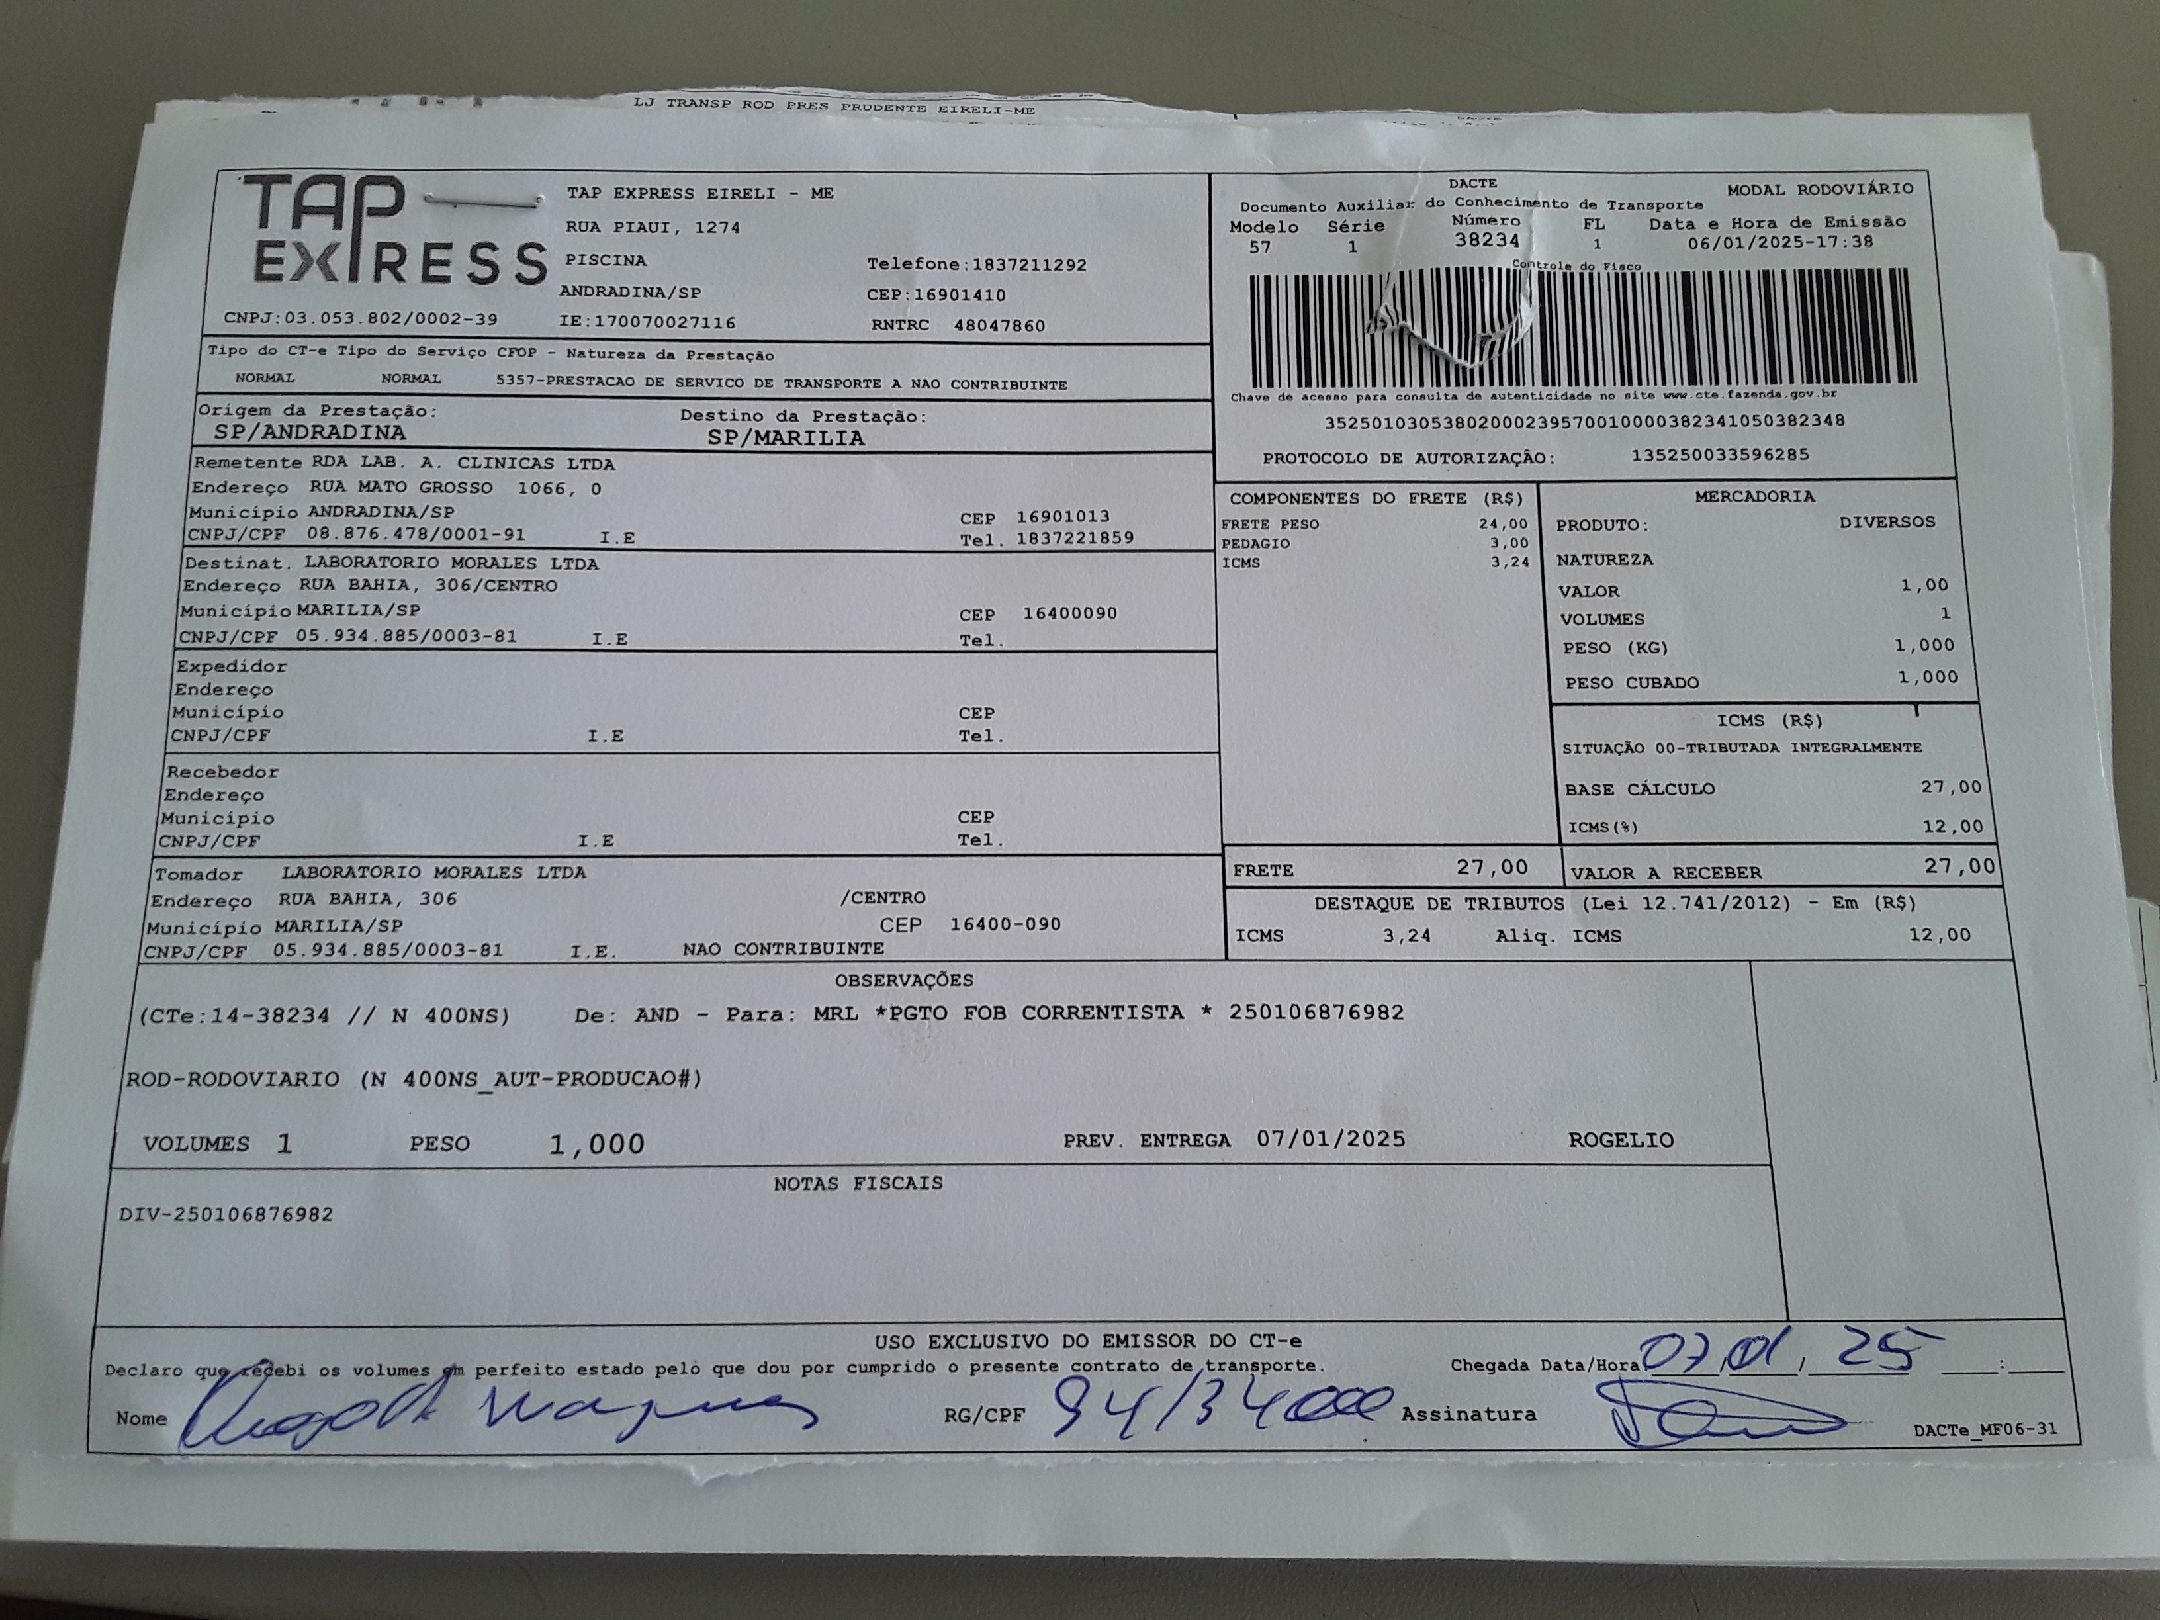 LJ TRANSP ROD PRES PRUDENTE EIRELI-ME
TAP EXPRESS
TAP EXPRESS EIRELI - ME
RUA PIAUI, 1274
PISCINA Telefone:1837211292
ANDRADINA/SP CEP:16901410
CNPJ:03.053.802/0002-39 IE:170070027116 RNTRC 48047860
DACTE MODAL RODOVIÁRIO
Documento Auxiliar do Conhecimento de Transporte
Modelo Série Número FL Data e Hora de Emissão
57 1 38234 1 06/01/2025-17:38
Controle do Fisco
Chave de acesso para consulta de autenticidade no site www.cte.fazenda.gov.br
35250103053802000239570010000382341050382348
PROTOCOLO DE AUTORIZAÇÃO: 135250033596285
Tipo do CT-e Tipo do Serviço CFOP - Natureza da Prestação
NORMAL NORMAL 5357-PRESTACAO DE SERVICO DE TRANSPORTE A NAO CONTRIBUINTE
Origem da Prestação: Destino da Prestação:
SP/ANDRADINA SP/MARILIA
Remetente RDA LAB. A. CLINICAS LTDA
Endereço RUA MATO GROSSO 1066, 0
Município ANDRADINA/SP CEP 16901013
CNPJ/CPF 08.876.478/0001-91 I.E Tel. 1837221859
Destinat. LABORATORIO MORALES LTDA
Endereço RUA BAHIA, 306/CENTRO
Município MARILIA/SP CEP 16400090
CNPJ/CPF 05.934.885/0003-81 I.E Tel.
Expedidor
Endereço
Município CEP
CNPJ/CPF I.E Tel.
Recebedor
Endereço
Município CEP
CNPJ/CPF I.E Tel.
Tomador LABORATORIO MORALES LTDA
Endereço RUA BAHIA, 306 /CENTRO
Município MARILIA/SP CEP 16400-090
CNPJ/CPF 05.934.885/0003-81 I.E. NAO CONTRIBUINTE
COMPONENTES DO FRETE (R$)
FRETE PESO 24,00
PEDAGIO 3,00
ICMS 3,24
MERCADORIA
PRODUTO: DIVERSOS
NATUREZA
VALOR 1,00
VOLUMES 1
PESO (KG) 1,000
PESO CUBADO 1,000
ICMS (R$)
SITUAÇÃO 00-TRIBUTADA INTEGRALMENTE
BASE CÁLCULO 27,00
ICMS(%) 12,00
FRETE 27,00 VALOR A RECEBER 27,00
DESTAQUE DE TRIBUTOS (Lei 12.741/2012) - Em (R$)
ICMS 3,24 Aliq. ICMS 12,00
OBSERVAÇÕES
(CTe:14-38234 // N 400NS) De: AND - Para: MRL *PGTO FOB CORRENTISTA * 250106876982
ROD-RODOVIARIO (N 400NS_AUT-PRODUCAO#)
VOLUMES 1 PESO 1,000 PREV. ENTREGA 07/01/2025 ROGELIO
NOTAS FISCAIS
DIV-250106876982
USO EXCLUSIVO DO EMISSOR DO CT-e
Declaro que recebi os volumes em perfeito estado pelo que dou por cumprido o presente contrato de transporte. Chegada Data/Hora 07/01/25 :
Nome RG/CPF Assinatura
DACTe_MF06-31